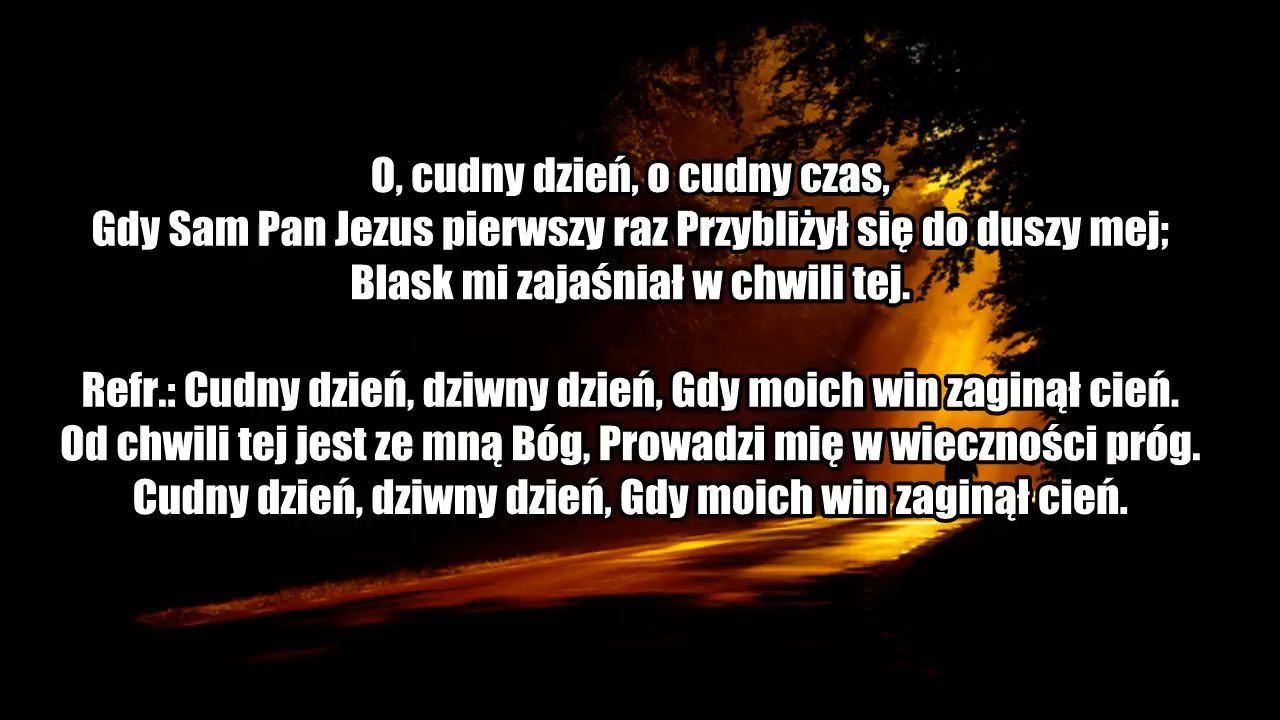 O, cudny dzień, o cudny czas,
Gdy Sam Pan Jezus pierwszy raz Przybliżył się do duszy mej;
Blask mi zajaśniał w chwili tej.
Refr.: Cudny dzień, dziwny dzień, Gdy moich win zaginął cień.
Od chwili tej jest ze mną Bóg, Prowadzi mię w wieczności próg.
Cudny dzień, dziwny dzień, Gdy moich win zaginął cień.